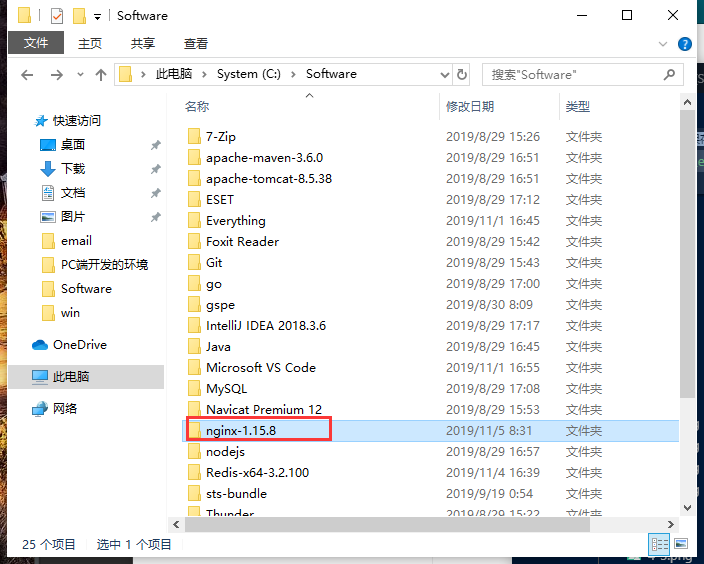 Software
文件 主页 共享 查看
此电脑 System (C:) Software 搜索"Software"
名称 修改日期 类型
快速访问
桌面
下载
文档
图片
email
PC端开发的环境
Software
win
OneDrive
此电脑
网络
7-Zip 2019/8/29 15:26 文件夹
apache-maven-3.6.0 2019/8/29 16:51 文件夹
apache-tomcat-8.5.38 2019/8/29 16:51 文件夹
ESET 2019/8/29 17:12 文件夹
Everything 2019/11/1 16:45 文件夹
Foxit Reader 2019/8/29 15:42 文件夹
Git 2019/8/29 15:43 文件夹
go 2019/8/29 17:00 文件夹
gspe 2019/8/30 8:09 文件夹
IntelliJ IDEA 2018.3.6 2019/8/29 17:17 文件夹
Java 2019/8/29 16:45 文件夹
Microsoft VS Code 2019/11/1 16:55 文件夹
MySQL 2019/8/29 17:08 文件夹
Navicat Premium 12 2019/8/29 15:53 文件夹
nginx-1.15.8 2019/11/5 8:31 文件夹
nodejs 2019/8/29 16:57 文件夹
Redis-x64-3.2.100 2019/11/4 16:39 文件夹
sts-bundle 2019/9/19 0:54 文件夹
Thunder 2019/8/29 15:22 文件夹
25 个项目 选中 1 个项目